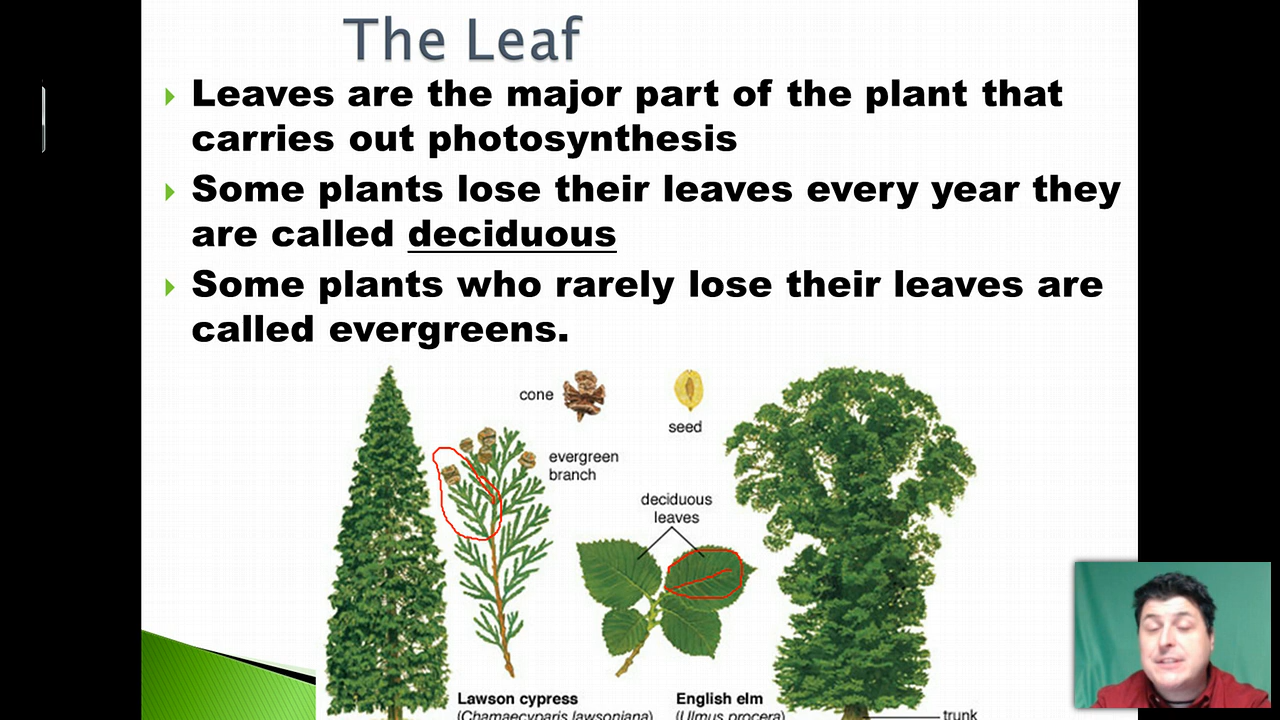 The Leaf
Leaves are the major part of the plant that
carries out photosynthesis
Some plants lose their leaves every year they
are called deciduous
Some plants who rarely lose their leaves are
called evergreens.
cone
seed
evergreen
branch
deciduous
leaves
Lawson cypress
(Chamaecyparis lawsoniana)
English elm
(Ulmus procera)
trunk